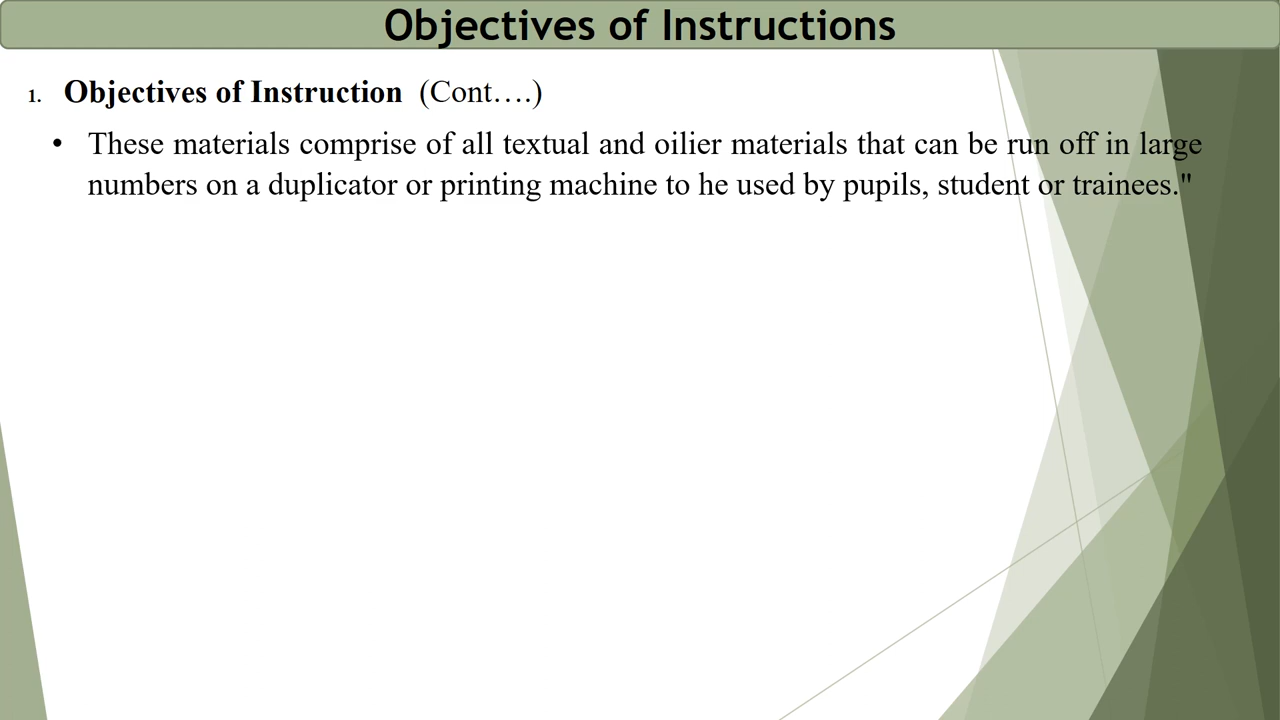 Objectives of Instructions
1. Objectives of Instruction (Cont….)
• These materials comprise of all textual and oilier materials that can be run off in large
numbers on a duplicator or printing machine to he used by pupils, student or trainees."